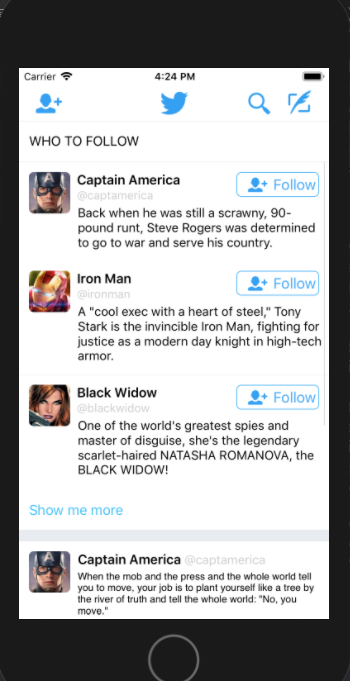 Carrier 4:24 PM
WHO TO FOLLOW
Captain America Follow
@captamerica
Back when he was still a scrawny, 90-
pound runt, Steve Rogers was determined
to go to war and serve his country.
Iron Man Follow
@ironman
A "cool exec with a heart of steel," Tony
Stark is the invincible Iron Man, fighting for
justice as a modern day knight in high-tech
armor.
Black Widow Follow
@blackwidow
One of the world's greatest spies and
master of disguise, she's the legendary
scarlet-haired NATASHA ROMANOVA, the
BLACK WIDOW!
Show me more
Captain America @captamerica
When the mob and the press and the whole world tell
you to move, your job is to plant yourself like a tree by
the river of truth and tell the whole world: "No, you
move."